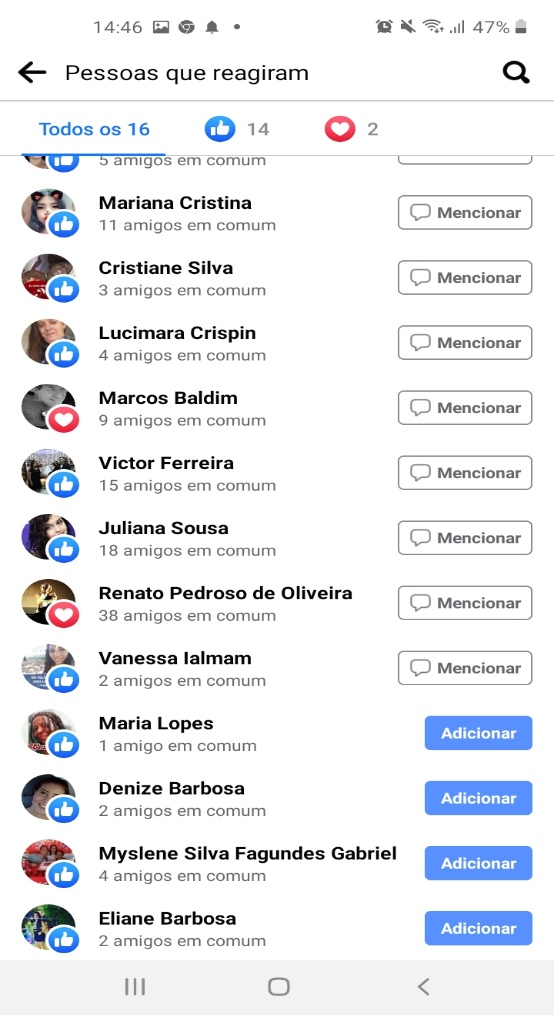 14:46
47%
Pessoas que reagiram
Todos os 16
14
2
5 amigos em comum
Mariana Cristina
11 amigos em comum
Mencionar
Cristiane Silva
3 amigos em comum
Mencionar
Lucimara Crispin
4 amigos em comum
Mencionar
Marcos Baldim
9 amigos em comum
Mencionar
Victor Ferreira
15 amigos em comum
Mencionar
Juliana Sousa
18 amigos em comum
Mencionar
Renato Pedroso de Oliveira
38 amigos em comum
Mencionar
Vanessa Ialmam
2 amigos em comum
Mencionar
Maria Lopes
1 amigo em comum
Adicionar
Denize Barbosa
2 amigos em comum
Adicionar
Myslene Silva Fagundes Gabriel
4 amigos em comum
Adicionar
Eliane Barbosa
2 amigos em comum
Adicionar